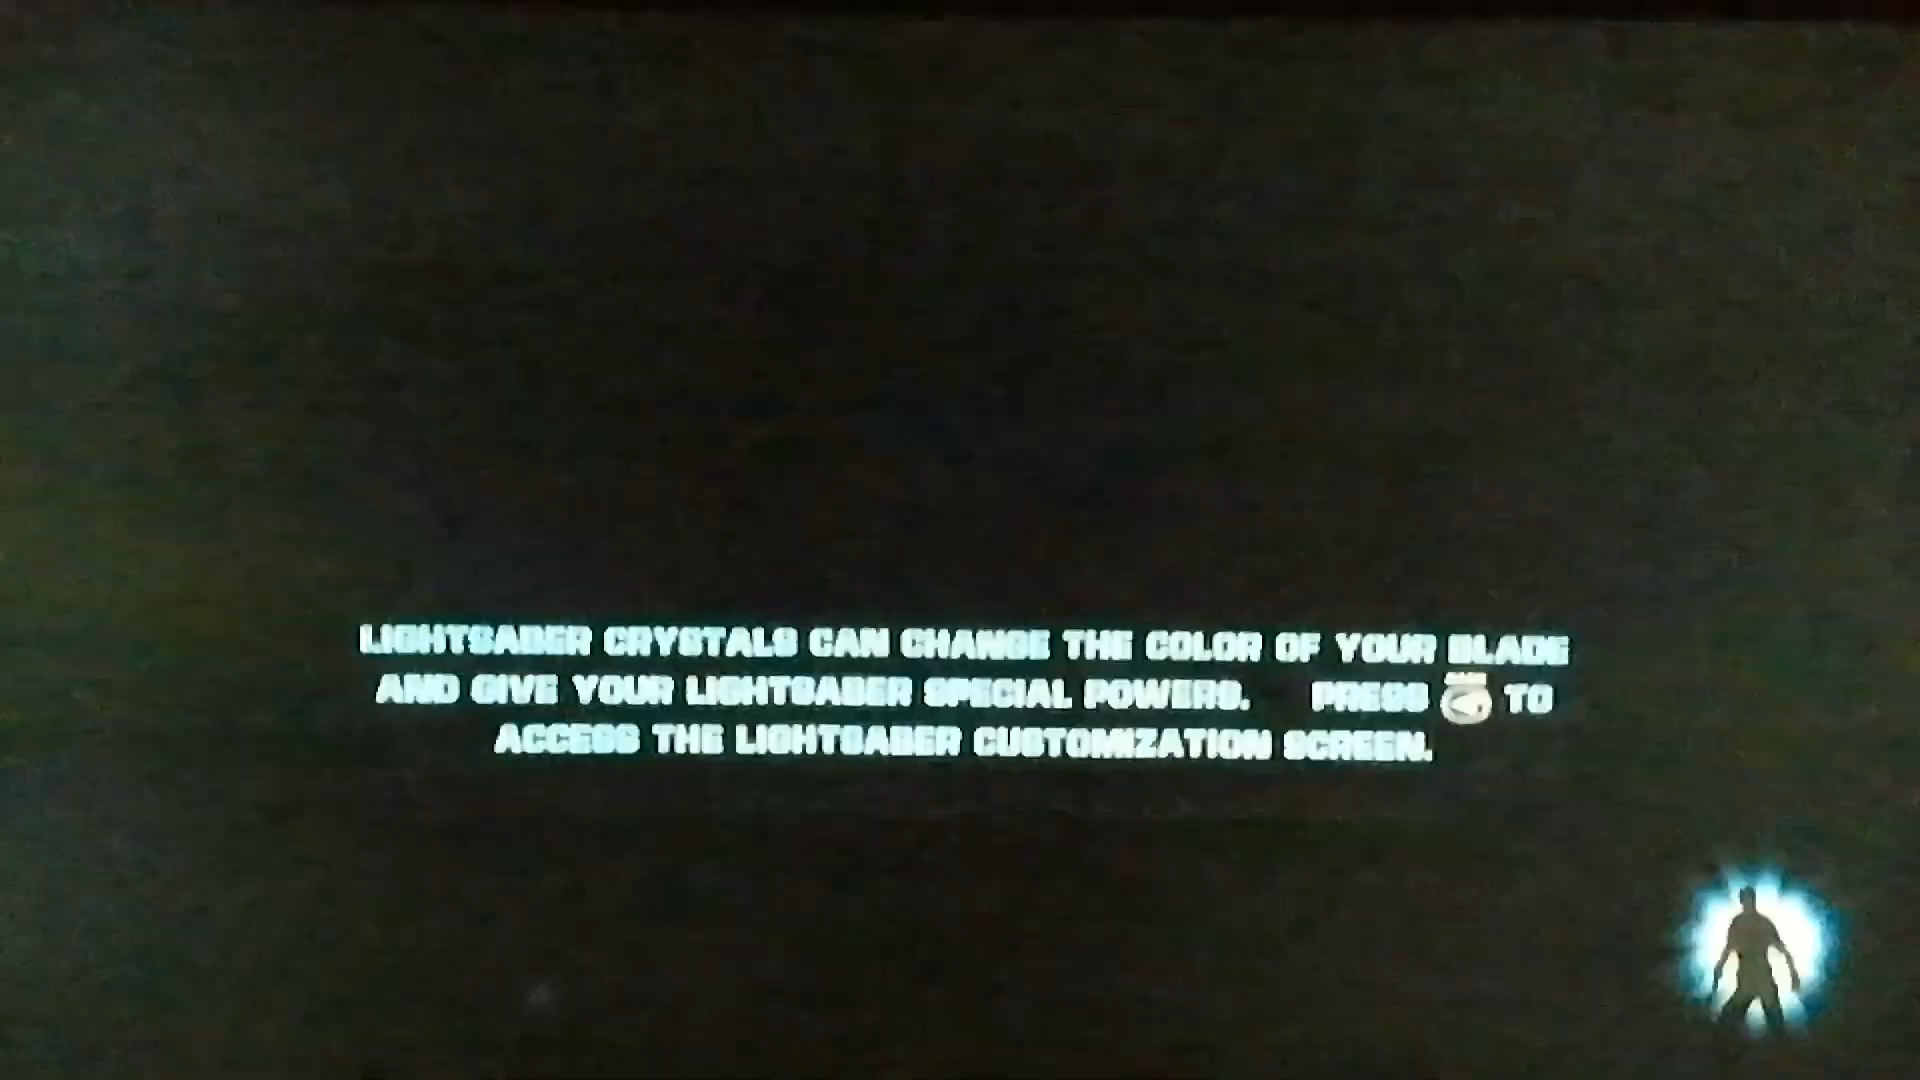 LIGHTSABER CRYSTALS CAN CHANGE THE COLOR OF YOUR BLADE
AND GIVE YOUR LIGHTSABER SPECIAL POWERS. PRESS TO
ACCESS THE LIGHTSABER CUSTOMIZATION SCREEN.